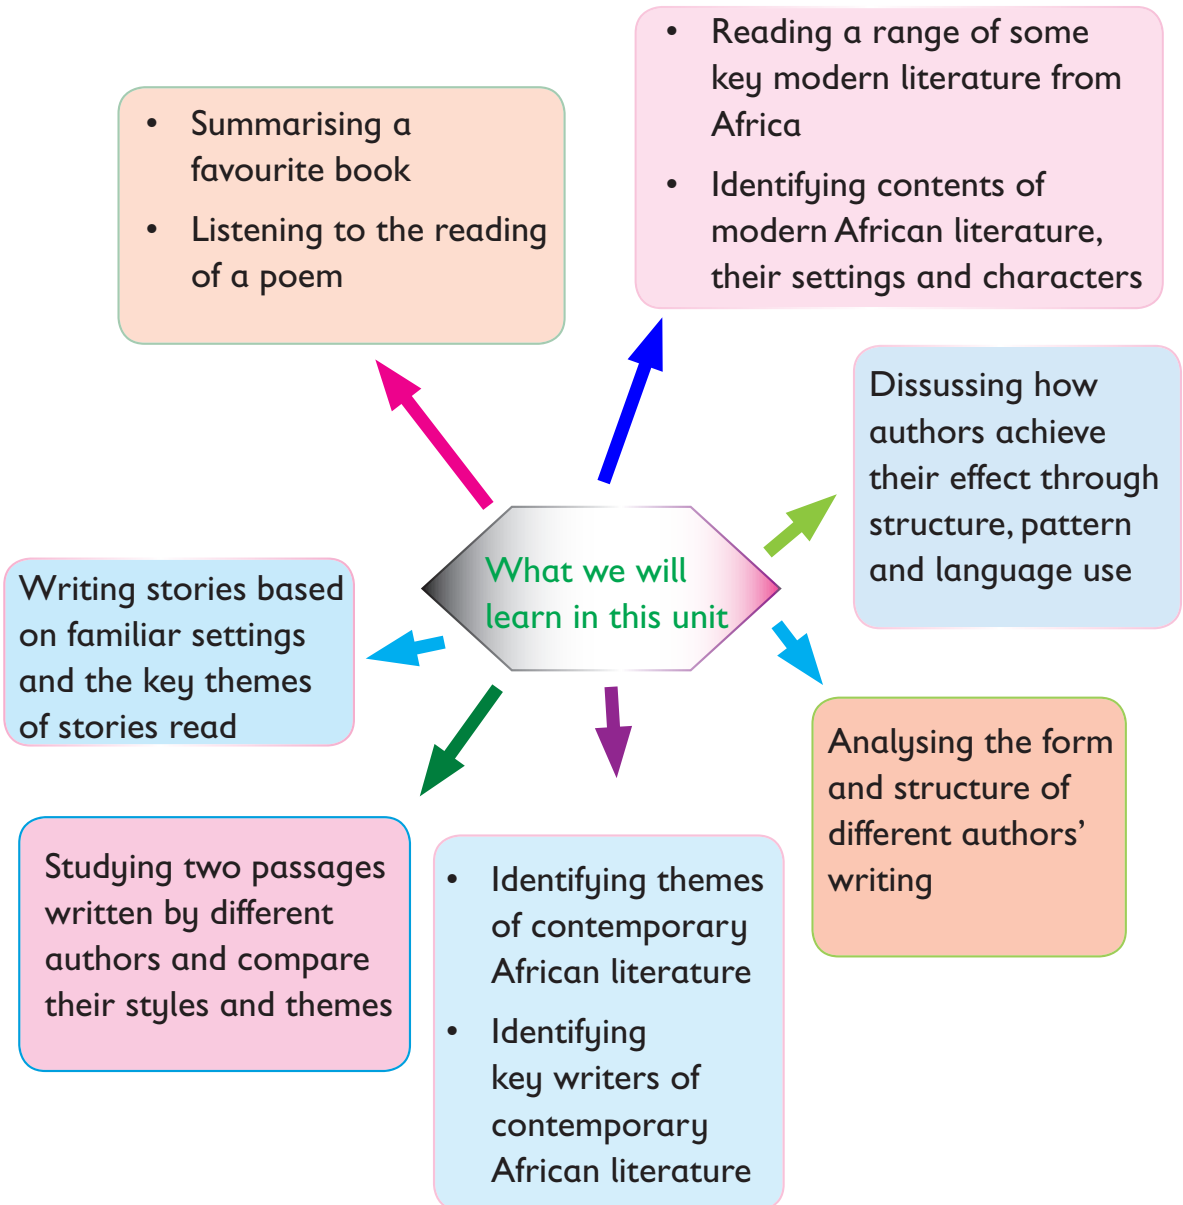 • Summarising a
favourite book
• Listening to the reading
of a poem
• Reading a range of some
key modern literature from
Africa
• Identifying contents of
modern African literature,
their settings and characters
Dissussing how
authors achieve
their effect through
structure, pattern
and language use
What we will
learn in this unit
Writing stories based
on familiar settings
and the key themes
of stories read
Analysing the form
and structure of
different authors’
writing
Studying two passages
written by different
authors and compare
their styles and themes
• Identifying themes
of contemporary
African literature
• Identifying
key writers of
contemporary
African literature